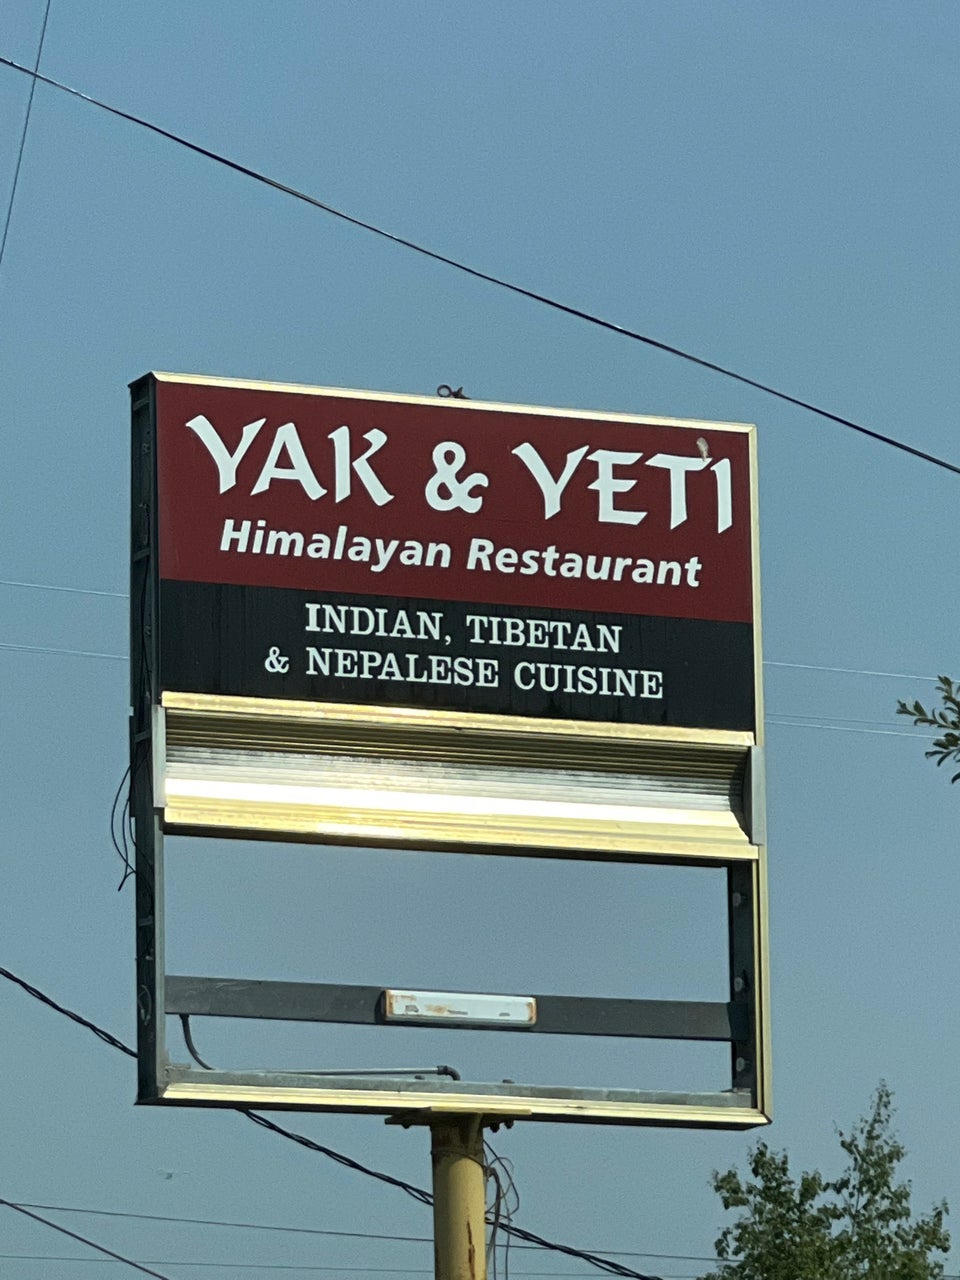 YAK & YETI
Himalayan Restaurant
INDIAN, TIBETAN
& NEPALESE CUISINE